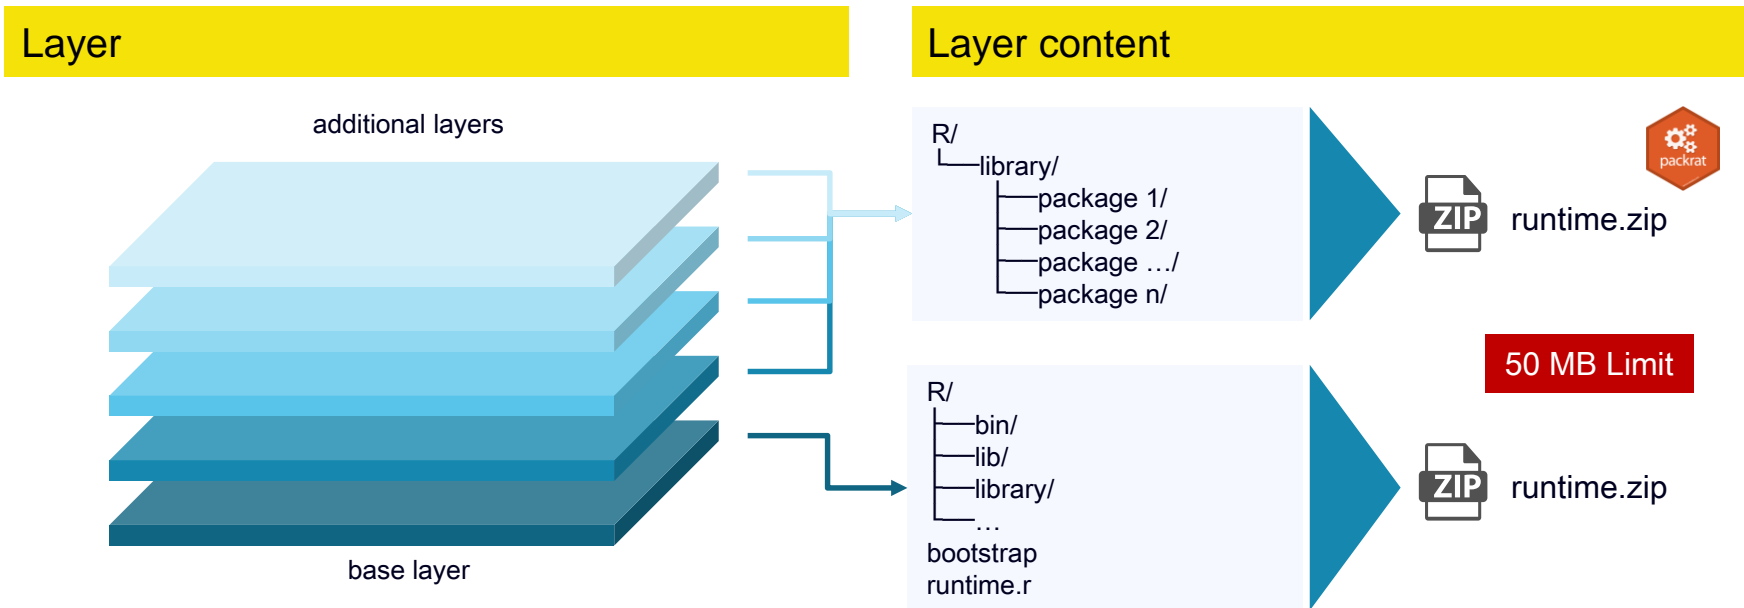 Layer
Layer content
additional layers
base layer
R/
library/
package 1/
package 2/
package …/
package n/
packrat
ZIP
runtime.zip
50 MB Limit
R/
bin/
lib/
library/
…
bootstrap
runtime.r
ZIP
runtime.zip